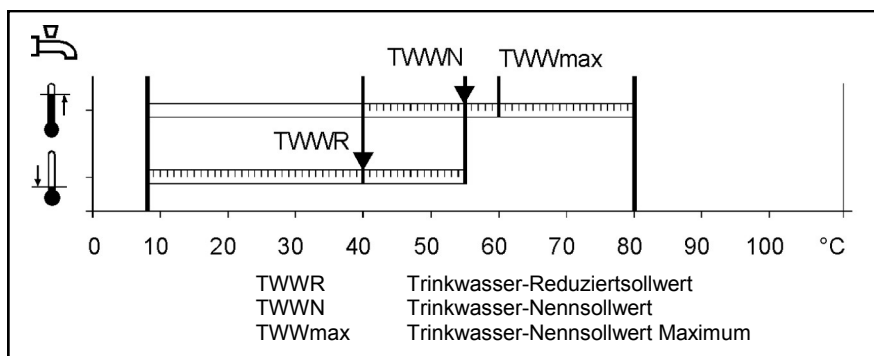 TWWN TWWmax
TWWR
0 10 20 30 40 50 60 70 80 90 100 °C
TWWR Trinkwasser-Reduziertsollwert
TWWN Trinkwasser-Nennsollwert
TWWmax Trinkwasser-Nennsollwert Maximum